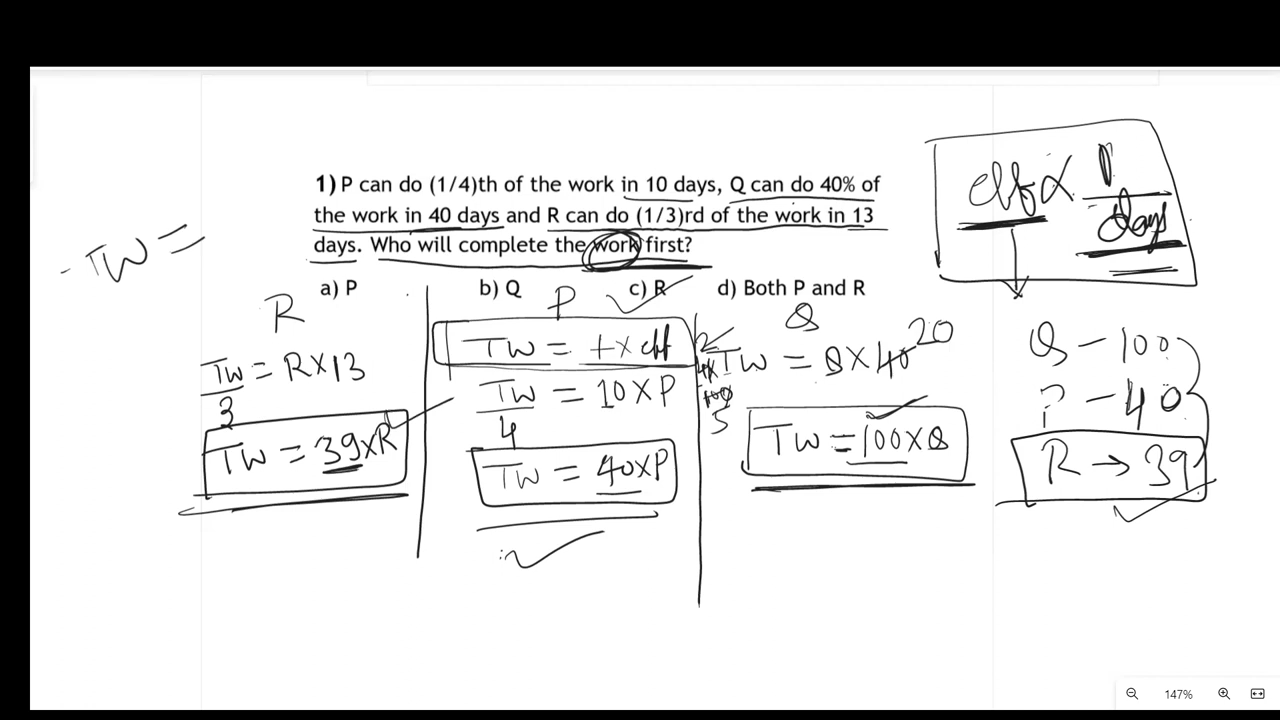 1) P can do (1/4)th of the work in 10 days, Q can do 40% of
the work in 40 days and R can do (1/3)rd of the work in 13
days. Who will complete the work first?
a) P b) Q c) R d) Both P and R
eff ∝ 1/days
TW =
R
TW/3 = R×13
TW = 39×R
P
TW = t×eff
TW/4 = 10×P
TW = 40×P
Q
TW = Q×40 20
5
TW = 100×Q
Q - 100
P - 40
R → 39
147%